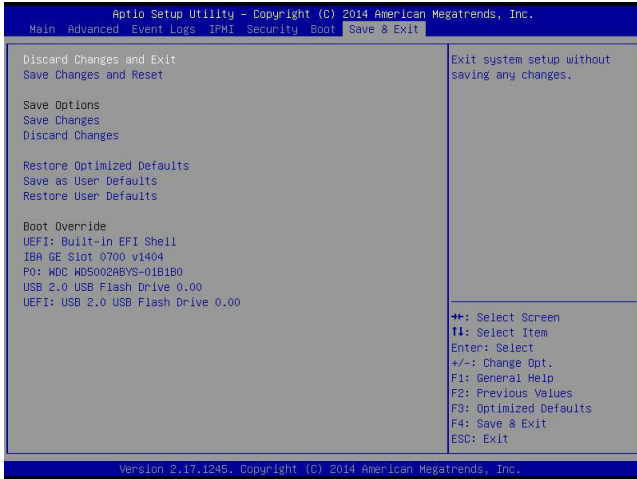 Aptio Setup Utility – Copyright (C) 2014 American Megatrends, Inc.
Main Advanced Event Logs IPMI Security Boot Save & Exit
Discard Changes and Exit
Save Changes and Reset
Save Options
Save Changes
Discard Changes
Restore Optimized Defaults
Save as User Defaults
Restore User Defaults
Boot Override
UEFI: Built-in EFI Shell
IBA GE Slot 0700 v1404
P0: WDC WD5002ABYS-01B1B0
USB 2.0 USB Flash Drive 0.00
UEFI: USB 2.0 USB Flash Drive 0.00
Exit system setup without
saving any changes.
→←: Select Screen
↑↓: Select Item
Enter: Select
+/-: Change Opt.
F1: General Help
F2: Previous Values
F3: Optimized Defaults
F4: Save & Exit
ESC: Exit
Version 2.17.1245. Copyright (C) 2014 American Megatrends, Inc.